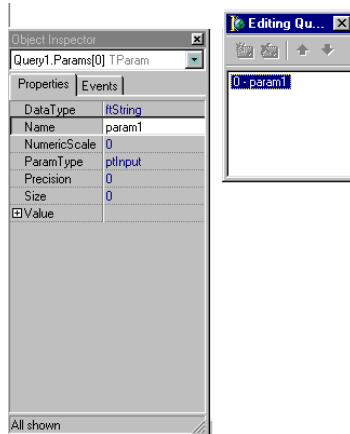 Object Inspector
Query1.Params[0] TParam
Properties Events
DataType ftString
Name param1
NumericScale 0
ParamType ptInput
Precision 0
Size 0
Value
All shown
Editing Qu...
0 - param1